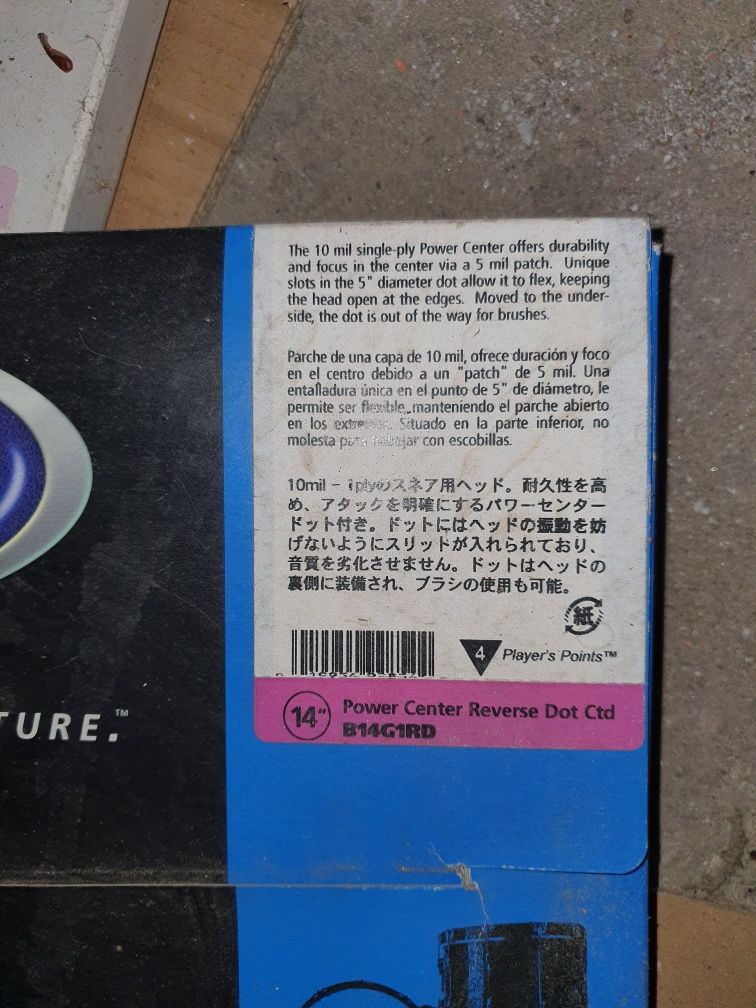 The 10 mil single-ply Power Center offers durability
and focus in the center via a 5 mil patch. Unique
slots in the 5" diameter dot allow it to flex, keeping
the head open at the edges. Moved to the under-
side, the dot is out of the way for brushes.
Parche de una capa de 10 mil, ofrece duración y foco
en el centro debido a un "patch" de 5 mil. Una
entalladura única en el punto de 5" de diámetro, le
permite ser flexible, manteniendo el parche abierto
en los Situado en la parte inferior, no
molesta para trabajar con escobillas.
10mil - 1plyのスネア用ヘッド。耐久性を高
め、アタックを明確にするパワーセンター
ドット付き。ドットにはヘッドの振動を妨
げないようにスリットが入れられており、
音質を劣化させません。ドットはヘッドの
裏側に装備され、ブラシの使用も可能。
紙
4 Player's Points™
14" Power Center Reverse Dot Ctd
B14G1RD
TURE.™